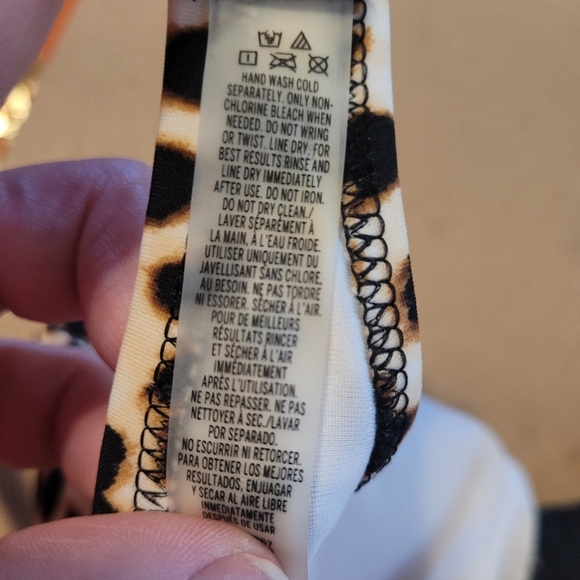 HAND WASH COLD
SEPARATELY. ONLY NON-
CHLORINE BLEACH WHEN
NEEDED. DO NOT WRING
OR TWIST. LINE DRY. FOR
BEST RESULTS RINSE AND
LINE DRY IMMEDIATELY
AFTER USE. DO NOT IRON.
DO NOT DRY CLEAN./
LAVER SÉPARÉMENT À
LA MAIN, À L'EAU FROIDE.
UTILISER UNIQUEMENT DU
JAVELLISANT SANS CHLORE,
AU BESOIN. NE PAS TORDRE
NI ESSORER. SÉCHER À L'AIR.
POUR DE MEILLEURS
RÉSULTATS RINCER
ET SÉCHER À L'AIR
IMMÉDIATEMENT
APRÈS L'UTILISATION.
NE PAS REPASSER. NE PAS
NETTOYER À SEC./LAVAR
POR SEPARADO.
NO ESCURRIR NI RETORCER.
PARA OBTENER LOS MEJORES
RESULTADOS, ENJUAGAR
Y SECAR AL AIRE LIBRE
INMEDIATAMENTE
DESPUÉS DE USAR